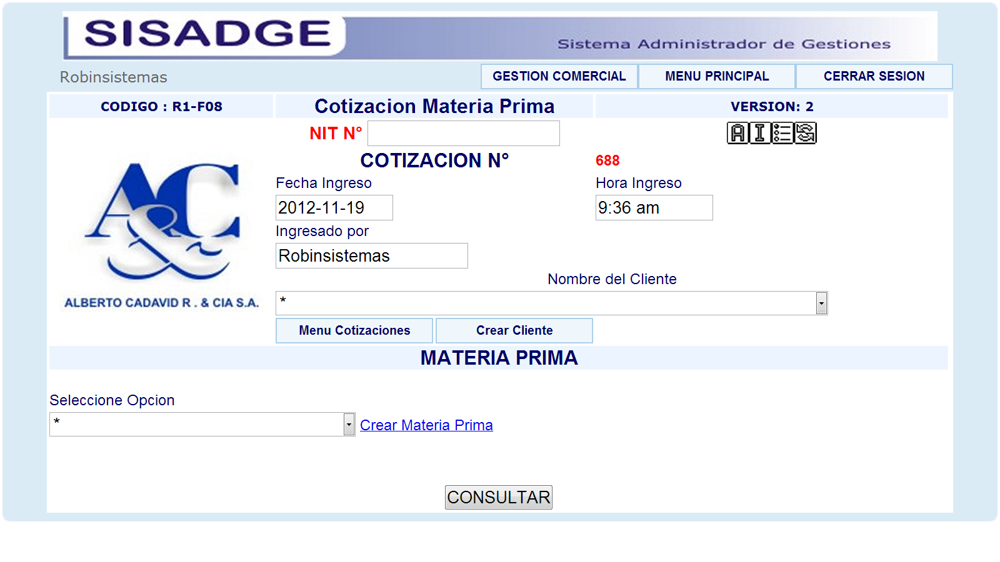 SISADGE
Sistema Administrador de Gestiones
Robinsistemas
GESTION COMERCIAL
MENU PRINCIPAL
CERRAR SESION
CODIGO : R1-F08
Cotizacion Materia Prima
VERSION: 2
NIT N°
A I
COTIZACION N°
688
Fecha Ingreso
Hora Ingreso
2012-11-19
9:36 am
Ingresado por
Robinsistemas
Nombre del Cliente
*
A&C
ALBERTO CADAVID R . & CIA S.A.
Menu Cotizaciones
Crear Cliente
MATERIA PRIMA
Seleccione Opcion
*
Crear Materia Prima
CONSULTAR